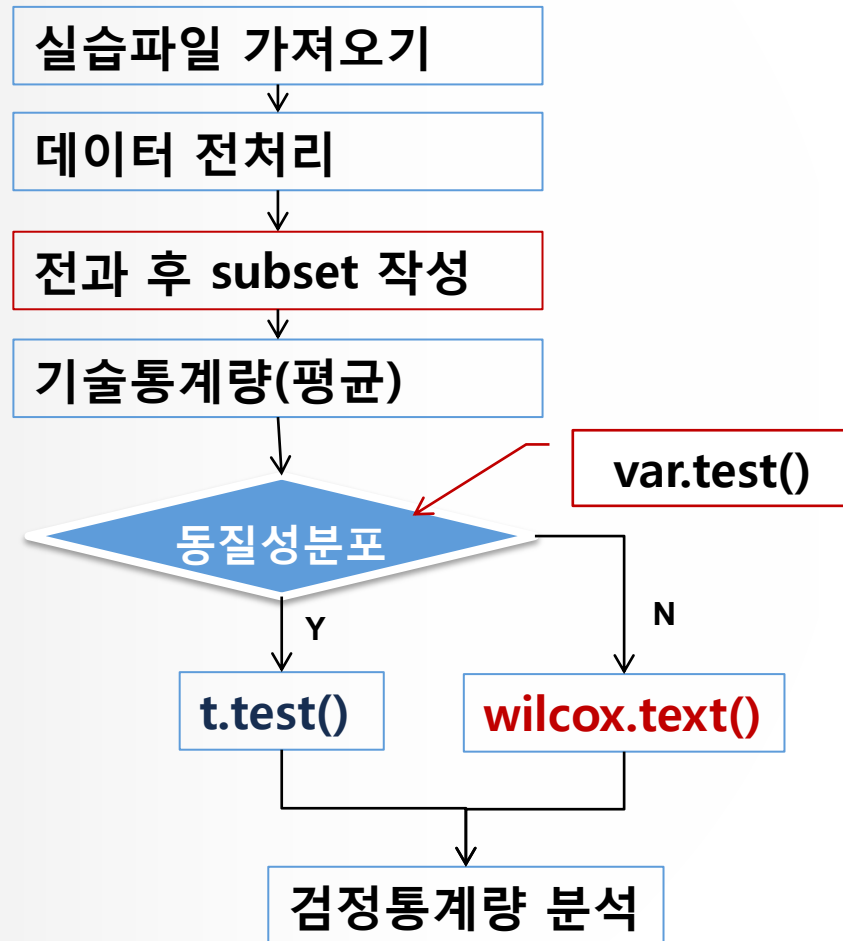 실습파일 가져오기
데이터 전처리
전과 후 subset 작성
기술통계량(평균)
var.test()
동질성분포
Y
N
t.test()
wilcox.text()
검정통계량 분석